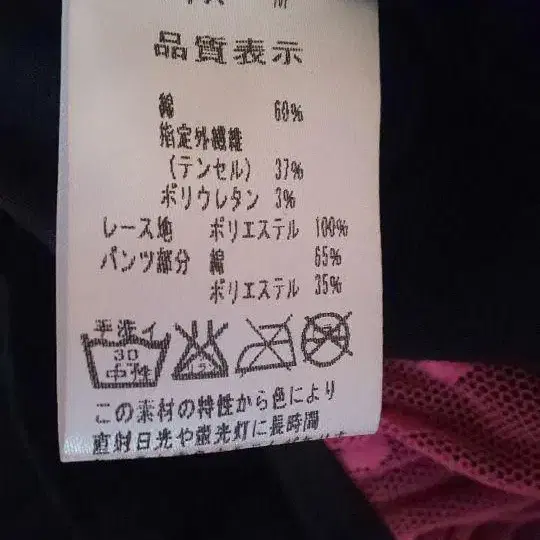 品質表示
綿 60%
指定外繊維
(テンセル) 37%
ポリウレタン 3%
レース地 ポリエステル 100%
パンツ部分 綿 65%
ポリエステル 35%
手洗イ
30
中性
この素材の特性から色により
直射日光や蛍光灯に長時間